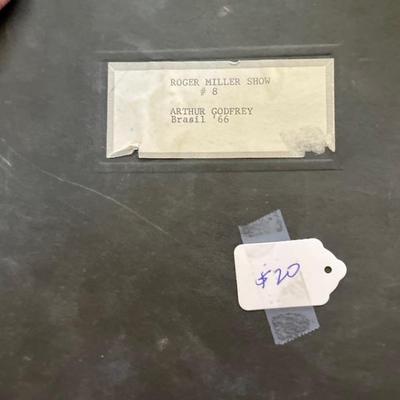 ROGER MILLER SHOW
# 8
ARTHUR GODFREY
Brasil '66
$20